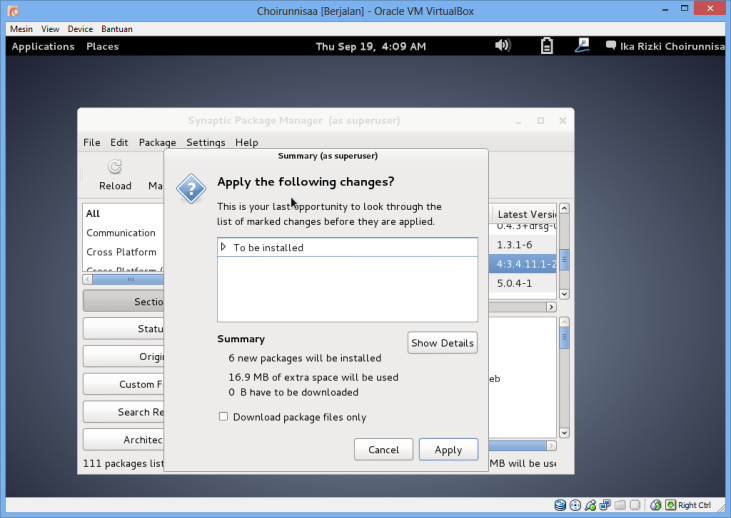 Choirunnisaa [Berjalan] - Oracle VM VirtualBox
Mesin View Device Bantuan
Applications Places Thu Sep 19, 4:09 AM Ika Rizki Choirunnisa
Synaptic Package Manager (as superuser)
File Edit Package Settings Help
Summary (as superuser)
Reload Ma
Apply the following changes?
This is your last opportunity to look through the
list of marked changes before they are applied.
All
Communication
Cross Platform
Cross Platform (
Latest Versi
0.4.3+dfsg-
1.3.1-6
4:3.4.11.1-2
5.0.4-1
To be installed
Sectio
Statu
Origi
Custom F
Search Re
Architec
Summary
Show Details
6 new packages will be installed
16.9 MB of extra space will be used
0 B have to be downloaded
eb
Download package files only
Cancel Apply
111 packages list
MB will be use
Right Ctrl